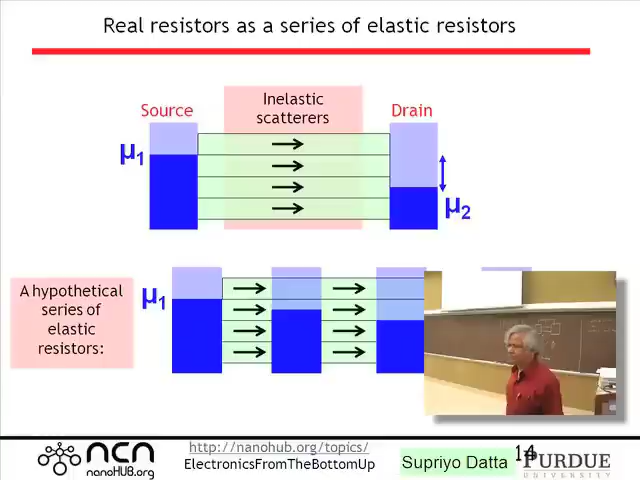 Real resistors as a series of elastic resistors
Source
Inelastic
scatterers
Drain
μ1
μ2
A hypothetical
series of
elastic
resistors:
μ1
ncn
nanoHUB.org
http://nanohub.org/topics/
ElectronicsFromTheBottomUp
Supriyo Datta
14
PURDUE
UNIVERSITY